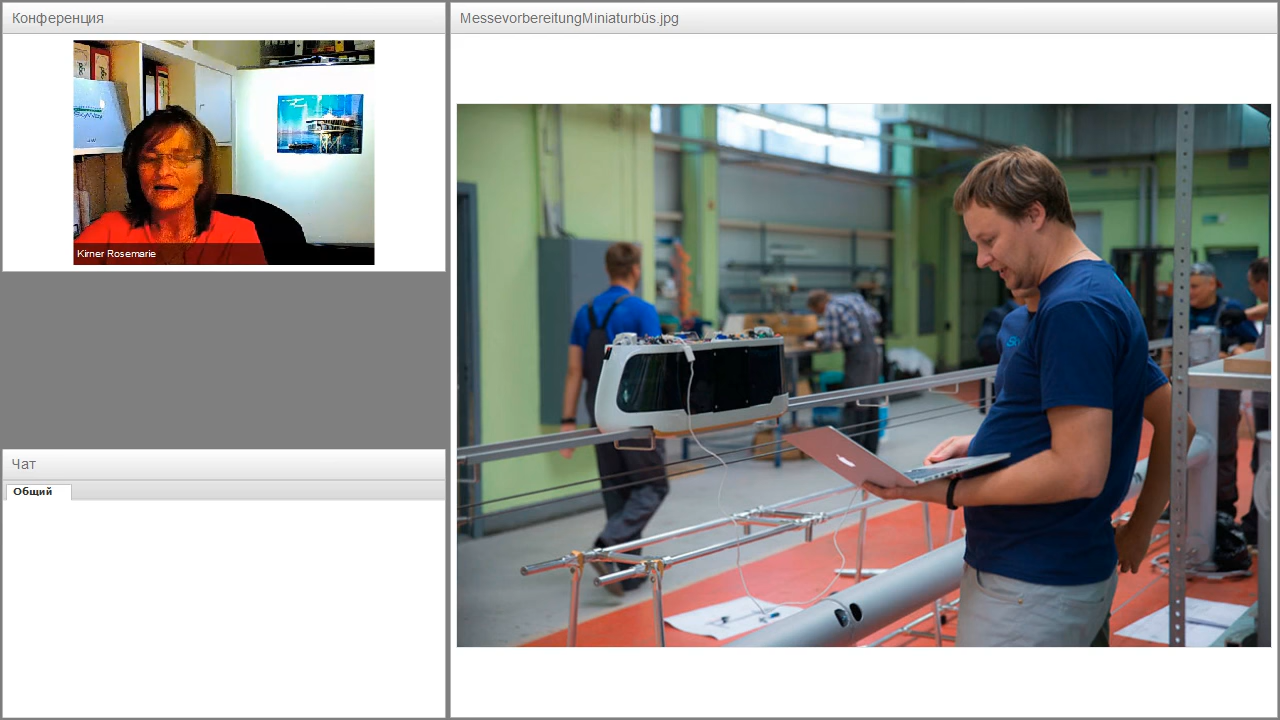 Конференция
MessevorbereitungMiniaturbüs.jpg
Kirner Rosemarie
Чат
Общий